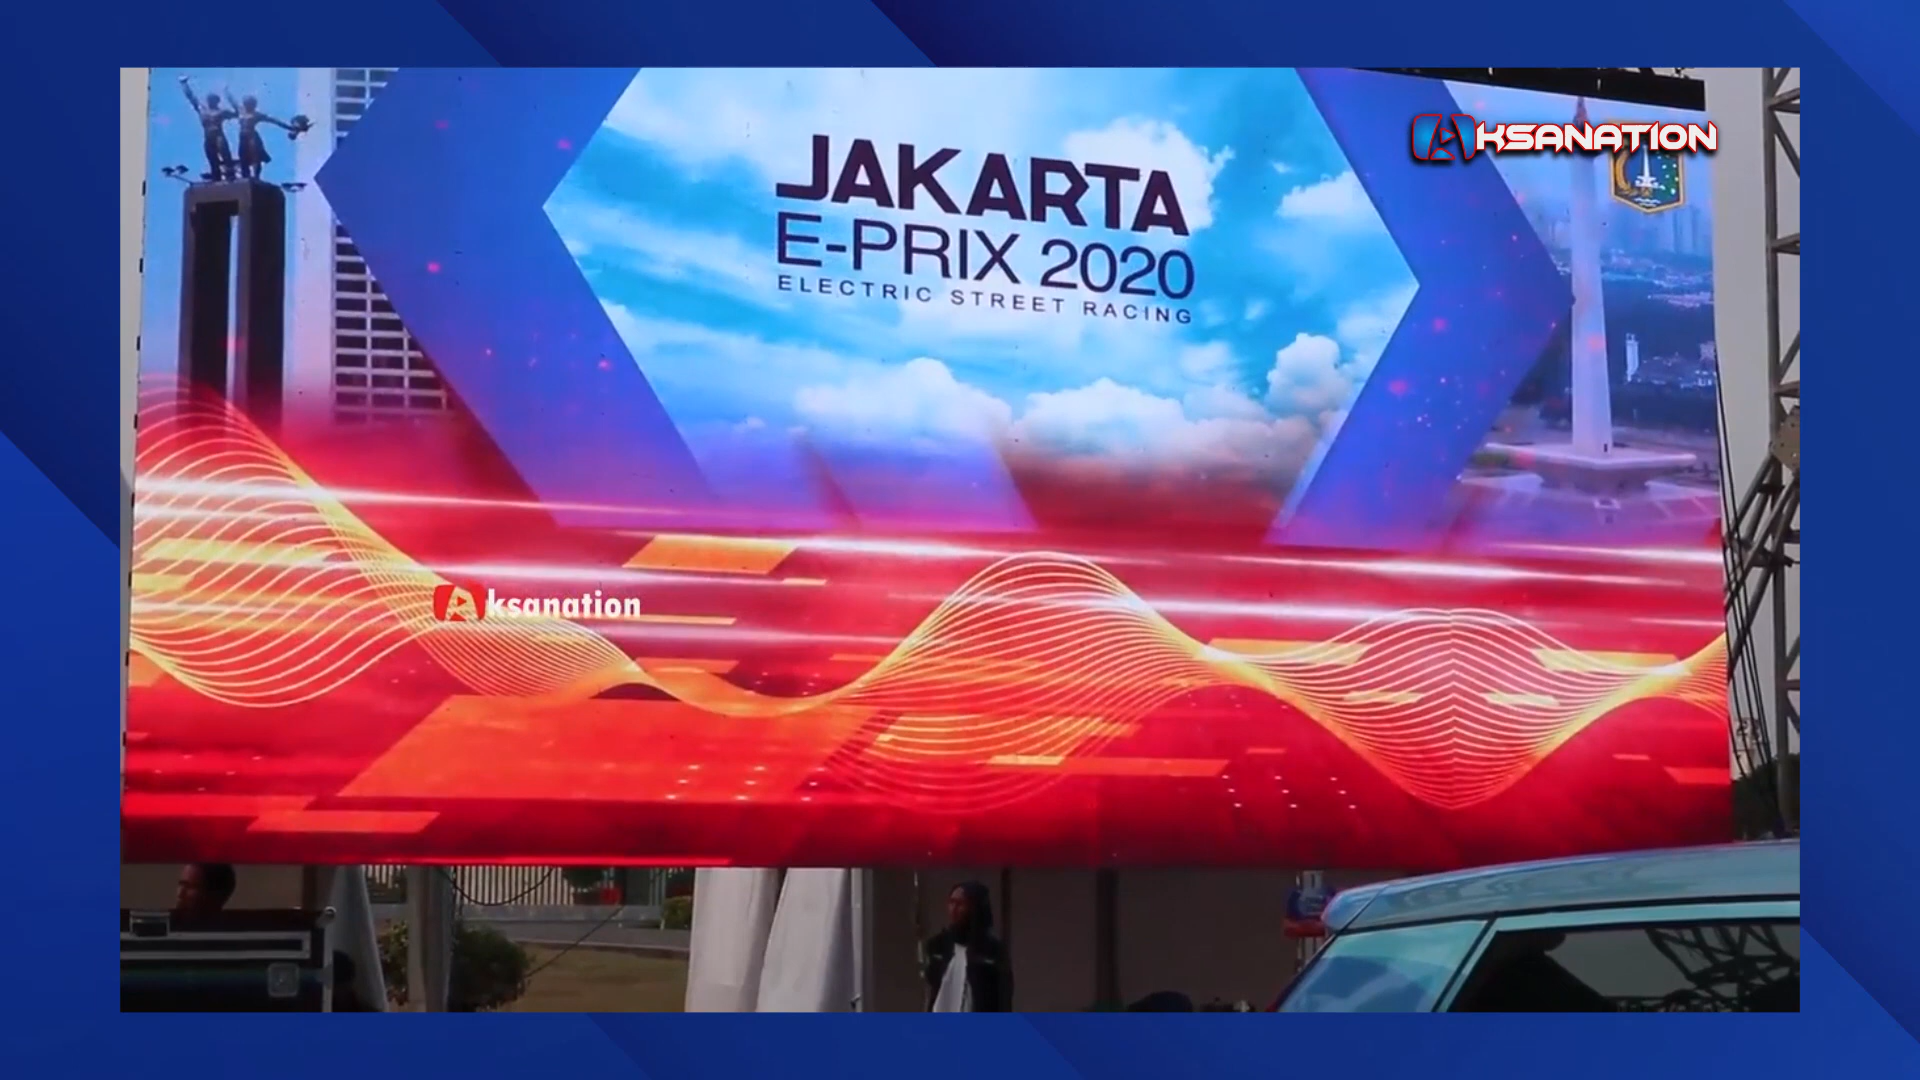 AKSANATION
JAKARTA
E-PRIX 2020
ELECTRIC STREET RACING
Aksanation